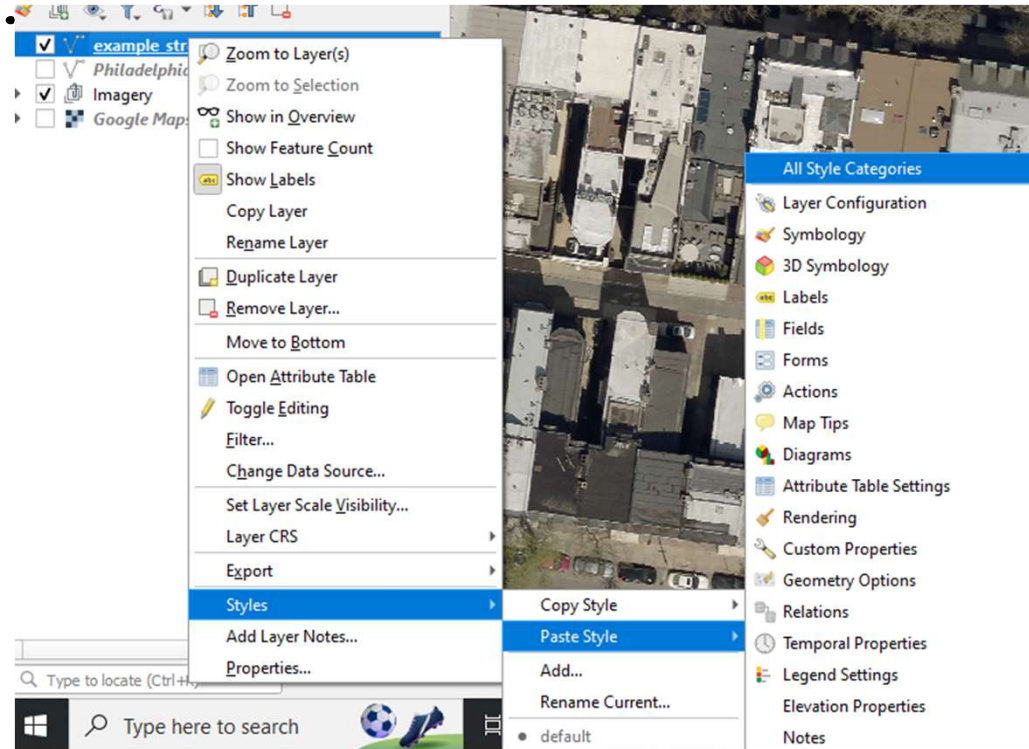 example_str
Philadelphia
Imagery
Google Maps
Zoom to Layer(s)
Zoom to Selection
Show in Overview
Show Feature Count
abc Show Labels
Copy Layer
Rename Layer
Duplicate Layer
Remove Layer...
Move to Bottom
Open Attribute Table
Toggle Editing
Filter...
Change Data Source...
Set Layer Scale Visibility...
Layer CRS
Export
Styles
Add Layer Notes...
Properties...
Copy Style
Paste Style
Add...
Rename Current...
default
All Style Categories
Layer Configuration
Symbology
3D Symbology
abc Labels
Fields
Forms
Actions
Map Tips
Diagrams
Attribute Table Settings
Rendering
Custom Properties
Geometry Options
Relations
Temporal Properties
Legend Settings
Elevation Properties
Notes
Type to locate (Ctrl+K)
Type here to search